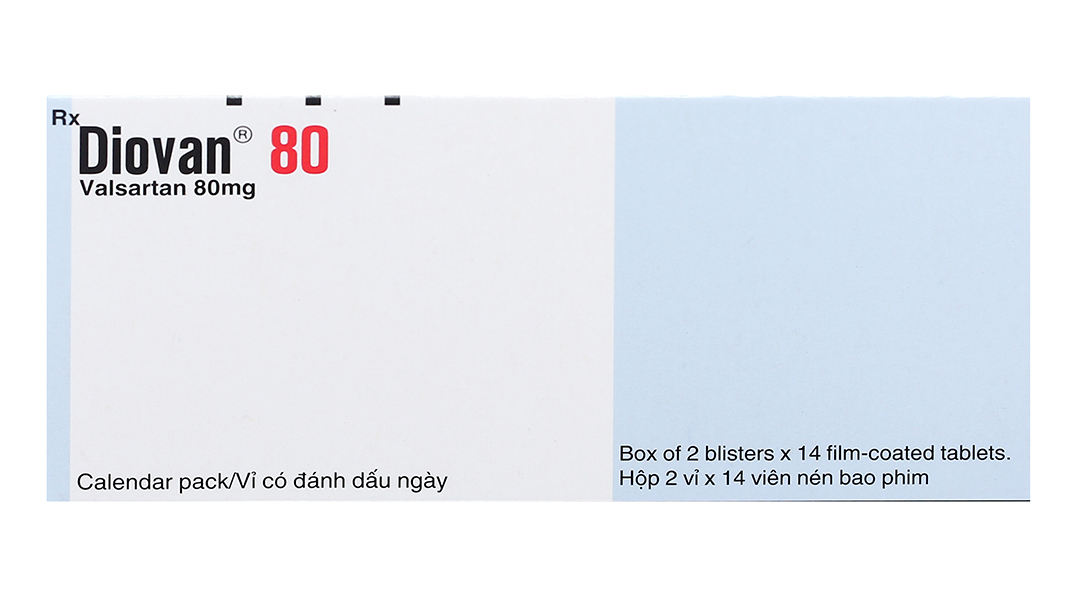 Rx
Diovan® 80
Valsartan 80mg
Calendar pack/Vỉ có đánh dấu ngày
Box of 2 blisters x 14 film-coated tablets.
Hộp 2 vỉ x 14 viên nén bao phim